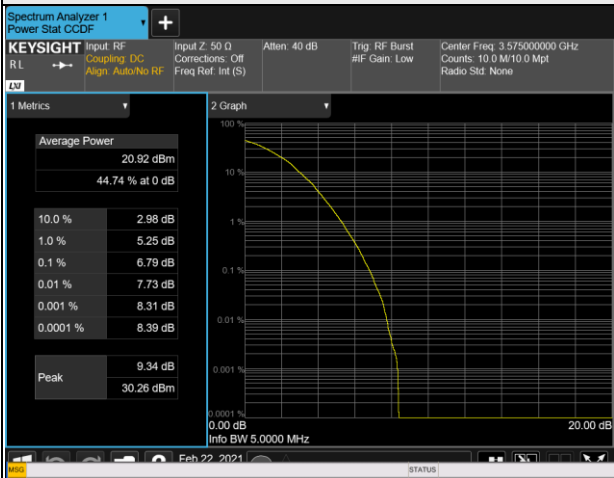 Spectrum Analyzer 1
Power Stat CCDF
KEYSIGHT
RL
LXI
Input: RF
Coupling: DC
Align: Auto/No RF
Input Z: 50 Ω
Corrections: Off
Freq Ref: Int (S)
Atten: 40 dB
Trig: RF Burst
#IF Gain: Low
Center Freq: 3.575000000 GHz
Counts: 10.0 M/10.0 Mpt
Radio Std: None
1 Metrics
Average Power
20.92 dBm
44.74 % at 0 dB
10.0 % 2.98 dB
1.0 % 5.25 dB
0.1 % 6.79 dB
0.01 % 7.73 dB
0.001 % 8.31 dB
0.0001 % 8.39 dB
Peak
9.34 dB
30.26 dBm
2 Graph
100 %
10 %
1 %
0.1 %
0.01 %
0.001 %
0.0001 %
0.00 dB 20.00 dB
Info BW 5.0000 MHz
Feb 22, 2021
MSG STATUS